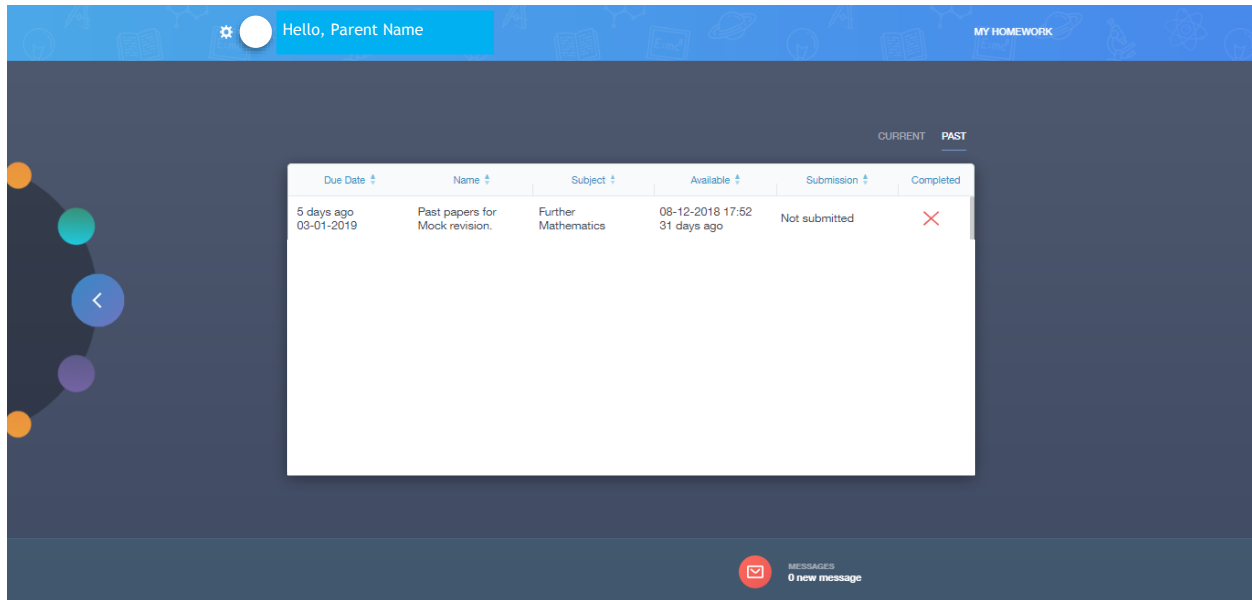 Hello, Parent Name
MY HOMEWORK
CURRENT PAST
Due Date Name Subject Available Submission Completed
5 days ago Past papers for Further 08-12-2018 17:52 Not submitted
03-01-2019 Mock revision. Mathematics 31 days ago
MESSAGES
0 new message